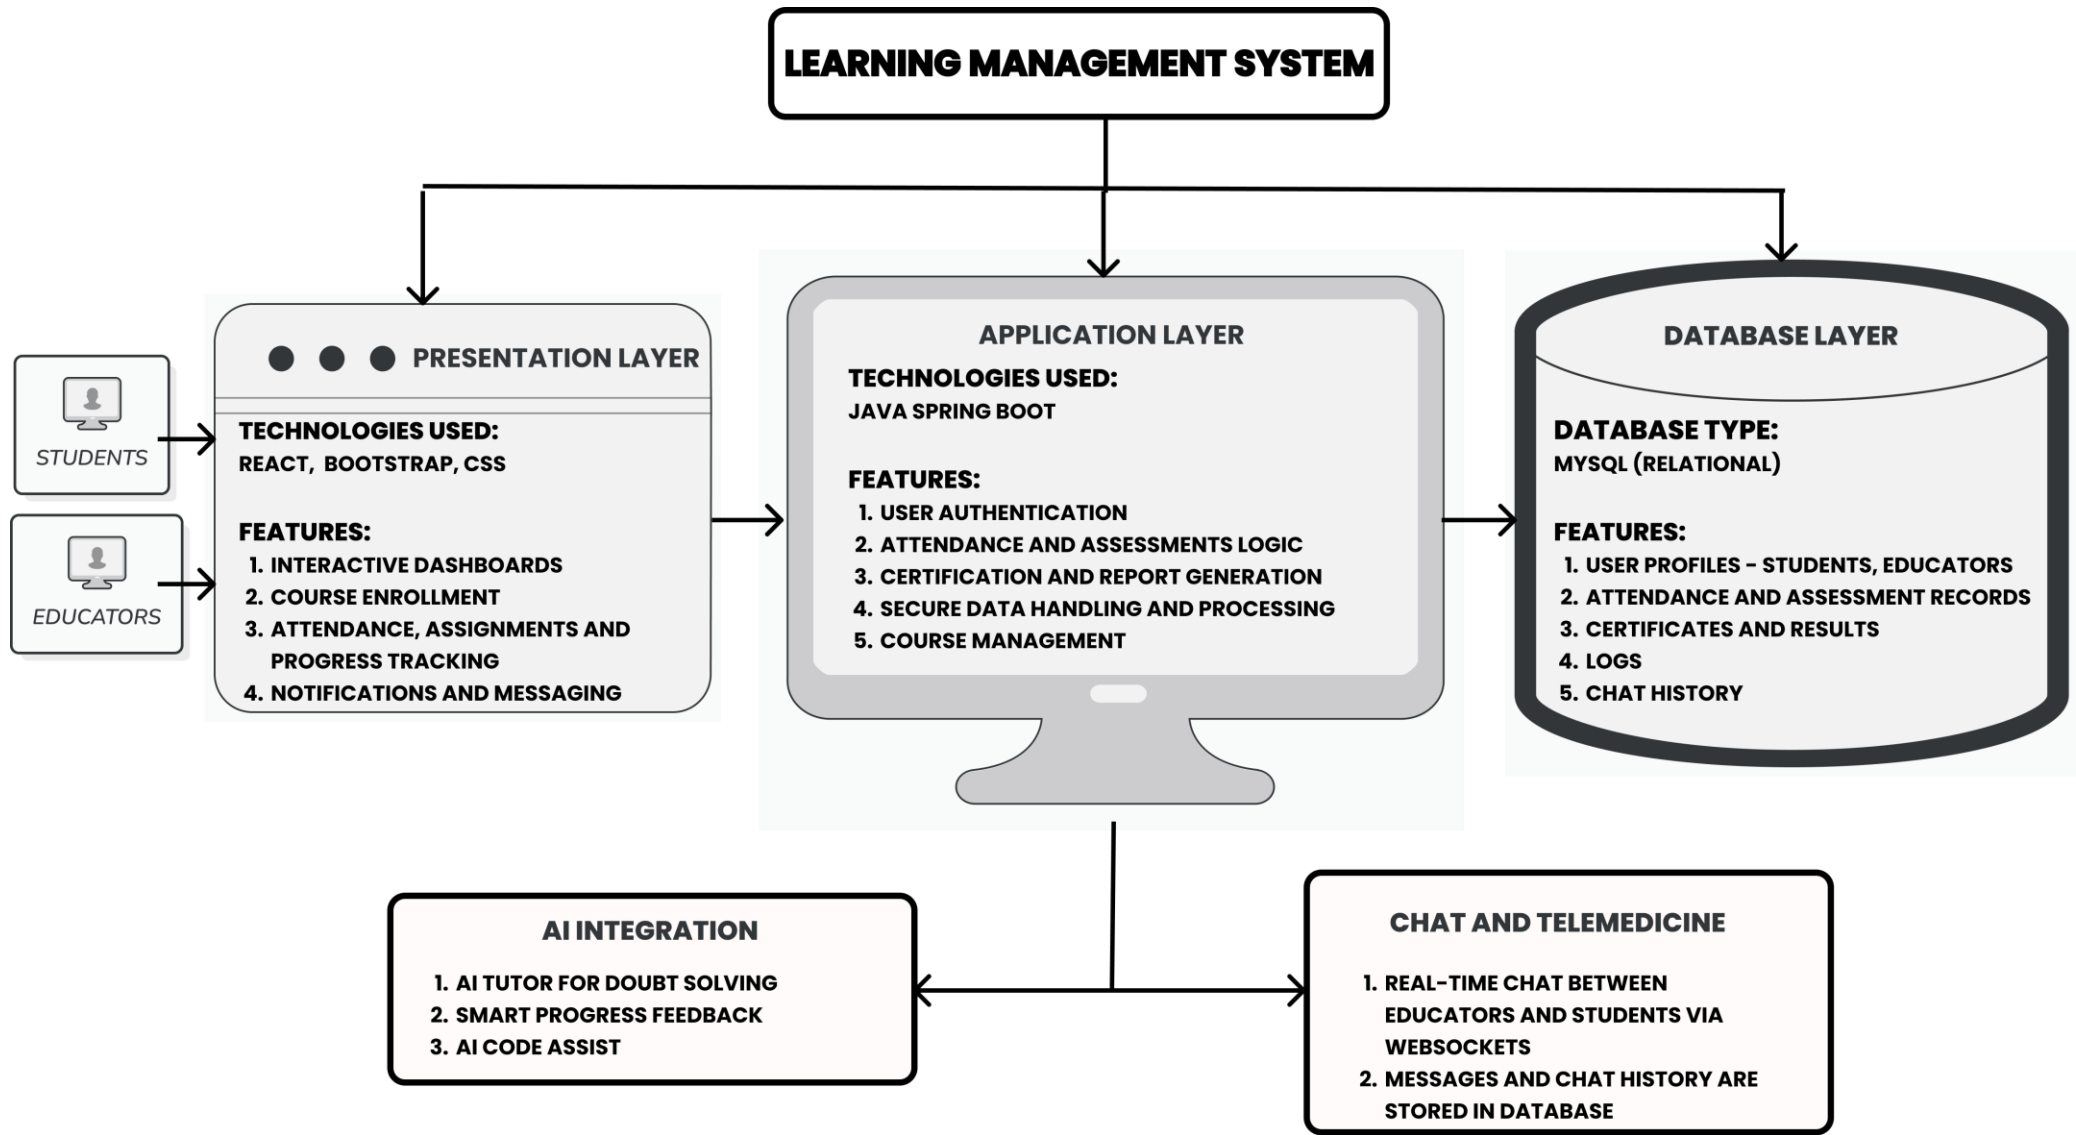 LEARNING MANAGEMENT SYSTEM
STUDENTS
EDUCATORS
PRESENTATION LAYER
TECHNOLOGIES USED:
REACT, BOOTSTRAP, CSS
FEATURES:
1. INTERACTIVE DASHBOARDS
2. COURSE ENROLLMENT
3. ATTENDANCE, ASSIGNMENTS AND
PROGRESS TRACKING
4. NOTIFICATIONS AND MESSAGING
APPLICATION LAYER
TECHNOLOGIES USED:
JAVA SPRING BOOT
FEATURES:
1. USER AUTHENTICATION
2. ATTENDANCE AND ASSESSMENTS LOGIC
3. CERTIFICATION AND REPORT GENERATION
4. SECURE DATA HANDLING AND PROCESSING
5. COURSE MANAGEMENT
DATABASE LAYER
DATABASE TYPE:
MYSQL (RELATIONAL)
FEATURES:
1. USER PROFILES - STUDENTS, EDUCATORS
2. ATTENDANCE AND ASSESSMENT RECORDS
3. CERTIFICATES AND RESULTS
4. LOGS
5. CHAT HISTORY
AI INTEGRATION
1. AI TUTOR FOR DOUBT SOLVING
2. SMART PROGRESS FEEDBACK
3. AI CODE ASSIST
CHAT AND TELEMEDICINE
1. REAL-TIME CHAT BETWEEN
EDUCATORS AND STUDENTS VIA
WEBSOCKETS
2. MESSAGES AND CHAT HISTORY ARE
STORED IN DATABASE